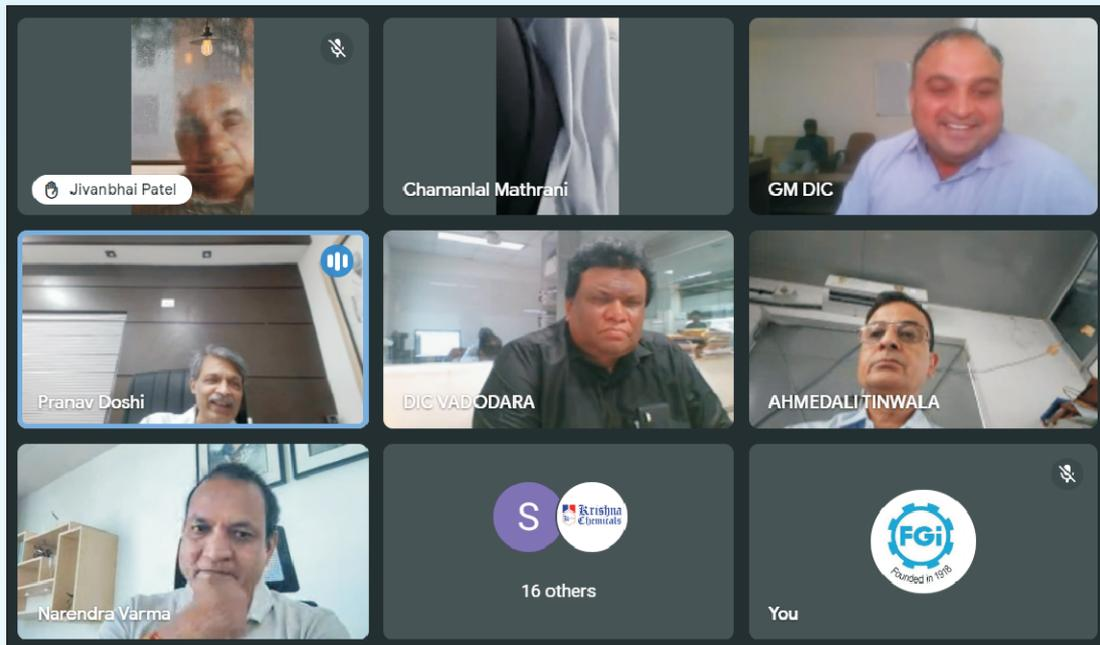 Jivanbhai Patel
Chamanlal Mathrani
GM DIC
Pranav Doshi
DIC VADODARA
AHMEDALI TINWALA
Narendra Varma
S
Krishna
Chemicals
16 others
FGi
Founded in 1918
You